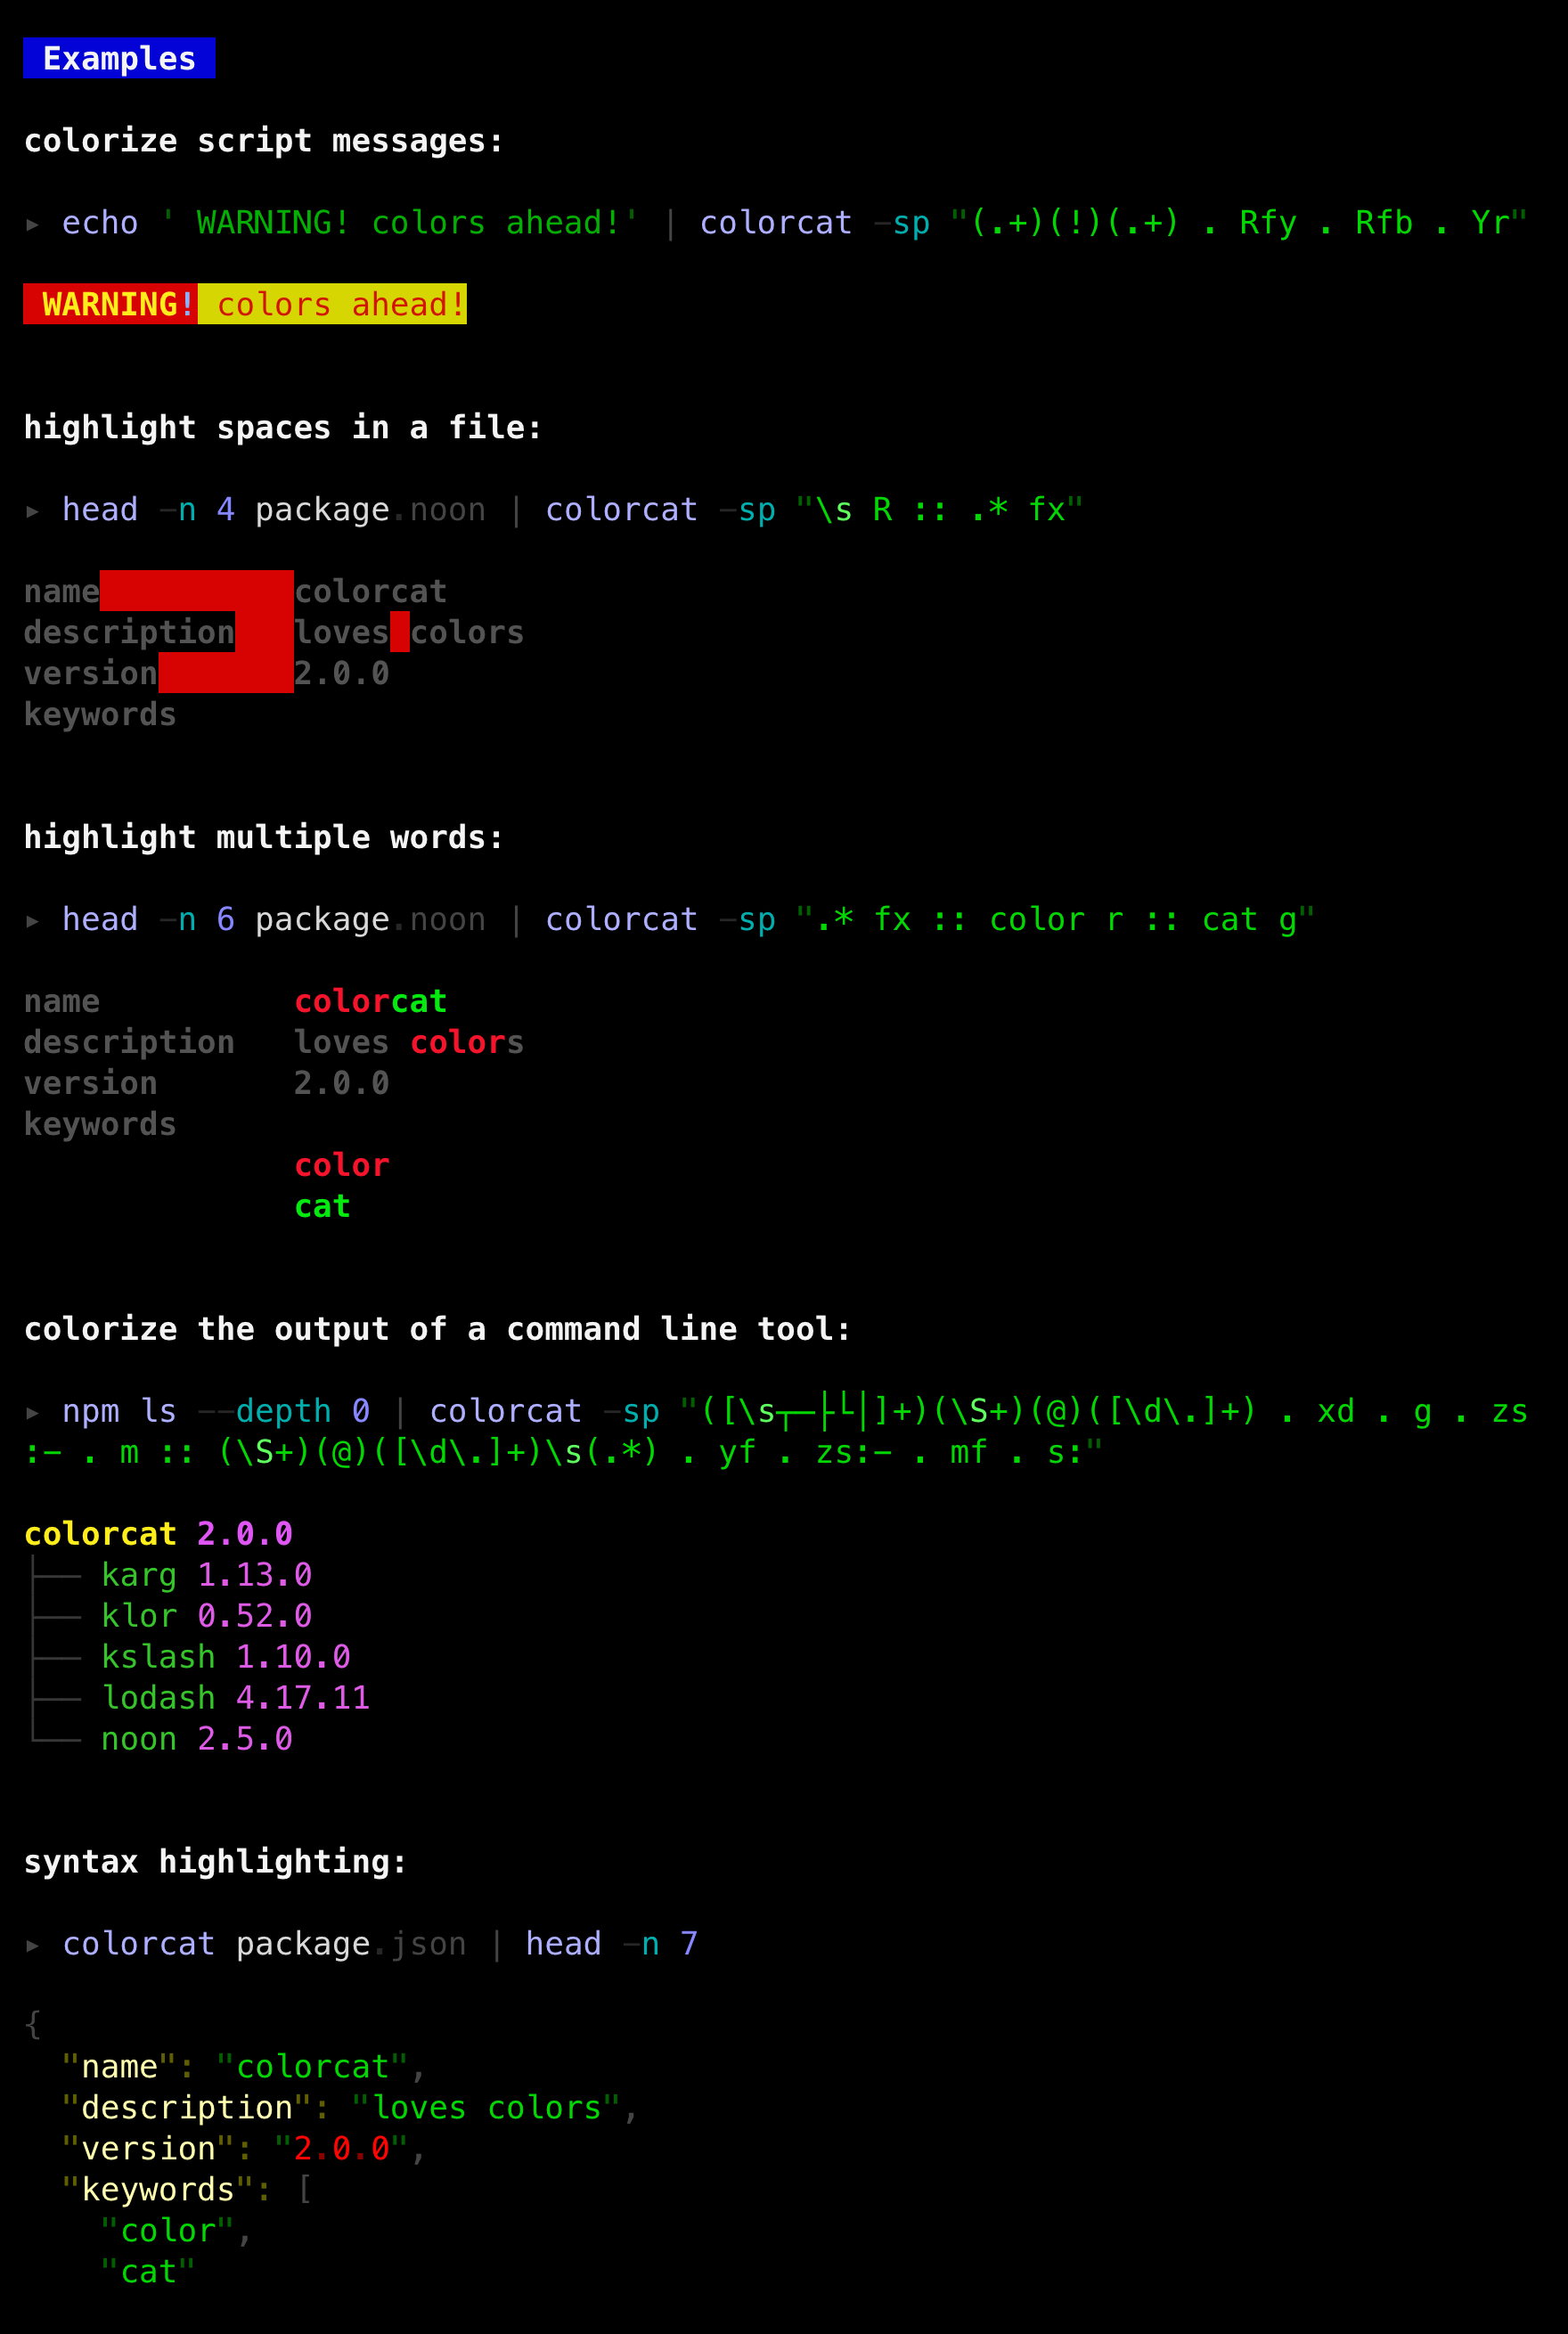 Examples
colorize script messages:
▸ echo ' WARNING! colors ahead!' | colorcat -sp "(.+)(!)(.+) . Rfy . Rfb . Yr"
WARNING! colors ahead!
highlight spaces in a file:
▸ head -n 4 package.noon | colorcat -sp "\s R :: .* fx"
name          colorcat
description   loves colors
version       2.0.0
keywords
highlight multiple words:
▸ head -n 6 package.noon | colorcat -sp ".* fx :: color r :: cat g"
name          colorcat
description   loves colors
version       2.0.0
keywords
              color
              cat
colorize the output of a command line tool:
▸ npm ls --depth 0 | colorcat -sp "([\s┬─├└│]+)(\S+)(@)([\d\.]+) . xd . g . zs
:- . m :: (\S+)(@)([\d\.]+)\s(.*) . yf . zs:- . mf . s:"
colorcat 2.0.0
├── karg 1.13.0
├── klor 0.52.0
├── kslash 1.10.0
├── lodash 4.17.11
└── noon 2.5.0
syntax highlighting:
▸ colorcat package.json | head -n 7
{
  "name": "colorcat",
  "description": "loves colors",
  "version": "2.0.0",
  "keywords": [
    "color",
    "cat"